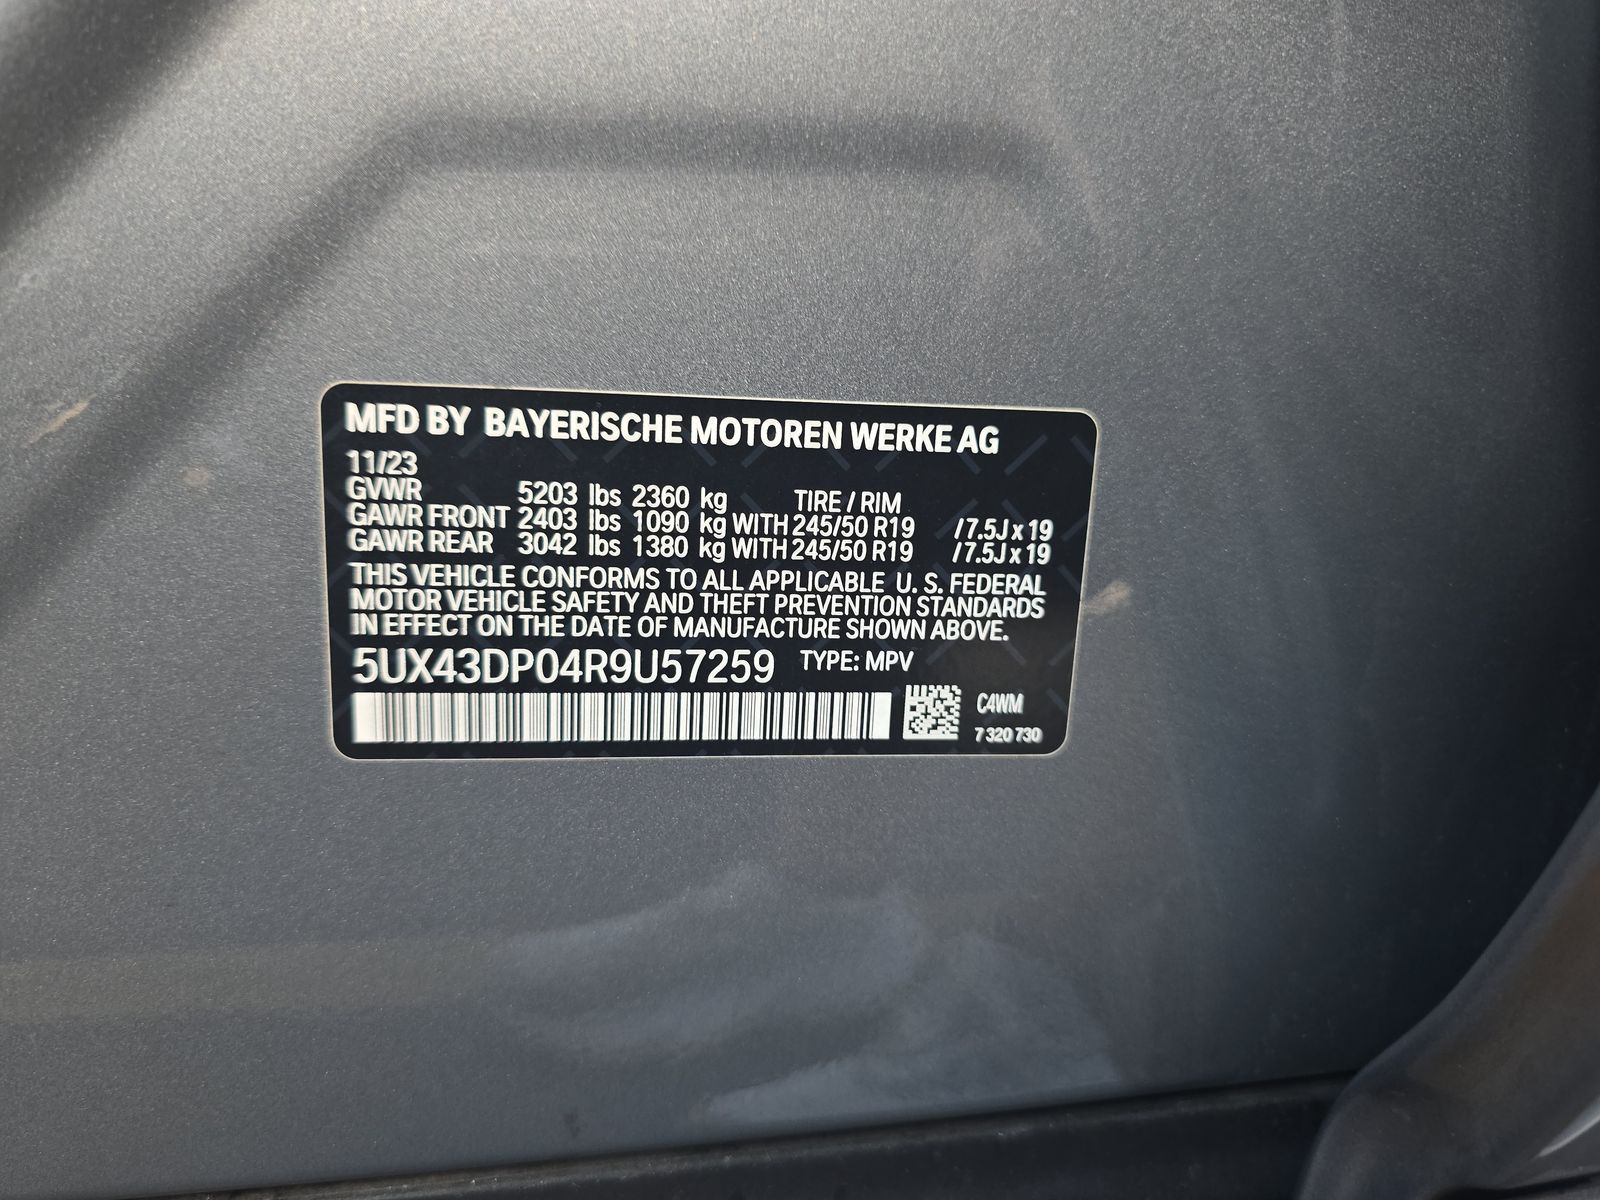 MFD BY BAYERISCHE MOTOREN WERKE AG
11/23
GVWR 5203 lbs 2360 kg TIRE / RIM
GAWR FRONT 2403 lbs 1090 kg WITH 245/50 R19 / 7.5J x 19
GAWR REAR 3042 lbs 1380 kg WITH 245/50 R19 / 7.5J x 19
THIS VEHICLE CONFORMS TO ALL APPLICABLE U. S. FEDERAL
MOTOR VEHICLE SAFETY AND THEFT PREVENTION STANDARDS
IN EFFECT ON THE DATE OF MANUFACTURE SHOWN ABOVE.
5UX43DP04R9U57259 TYPE: MPV
C4WM
7 320 730